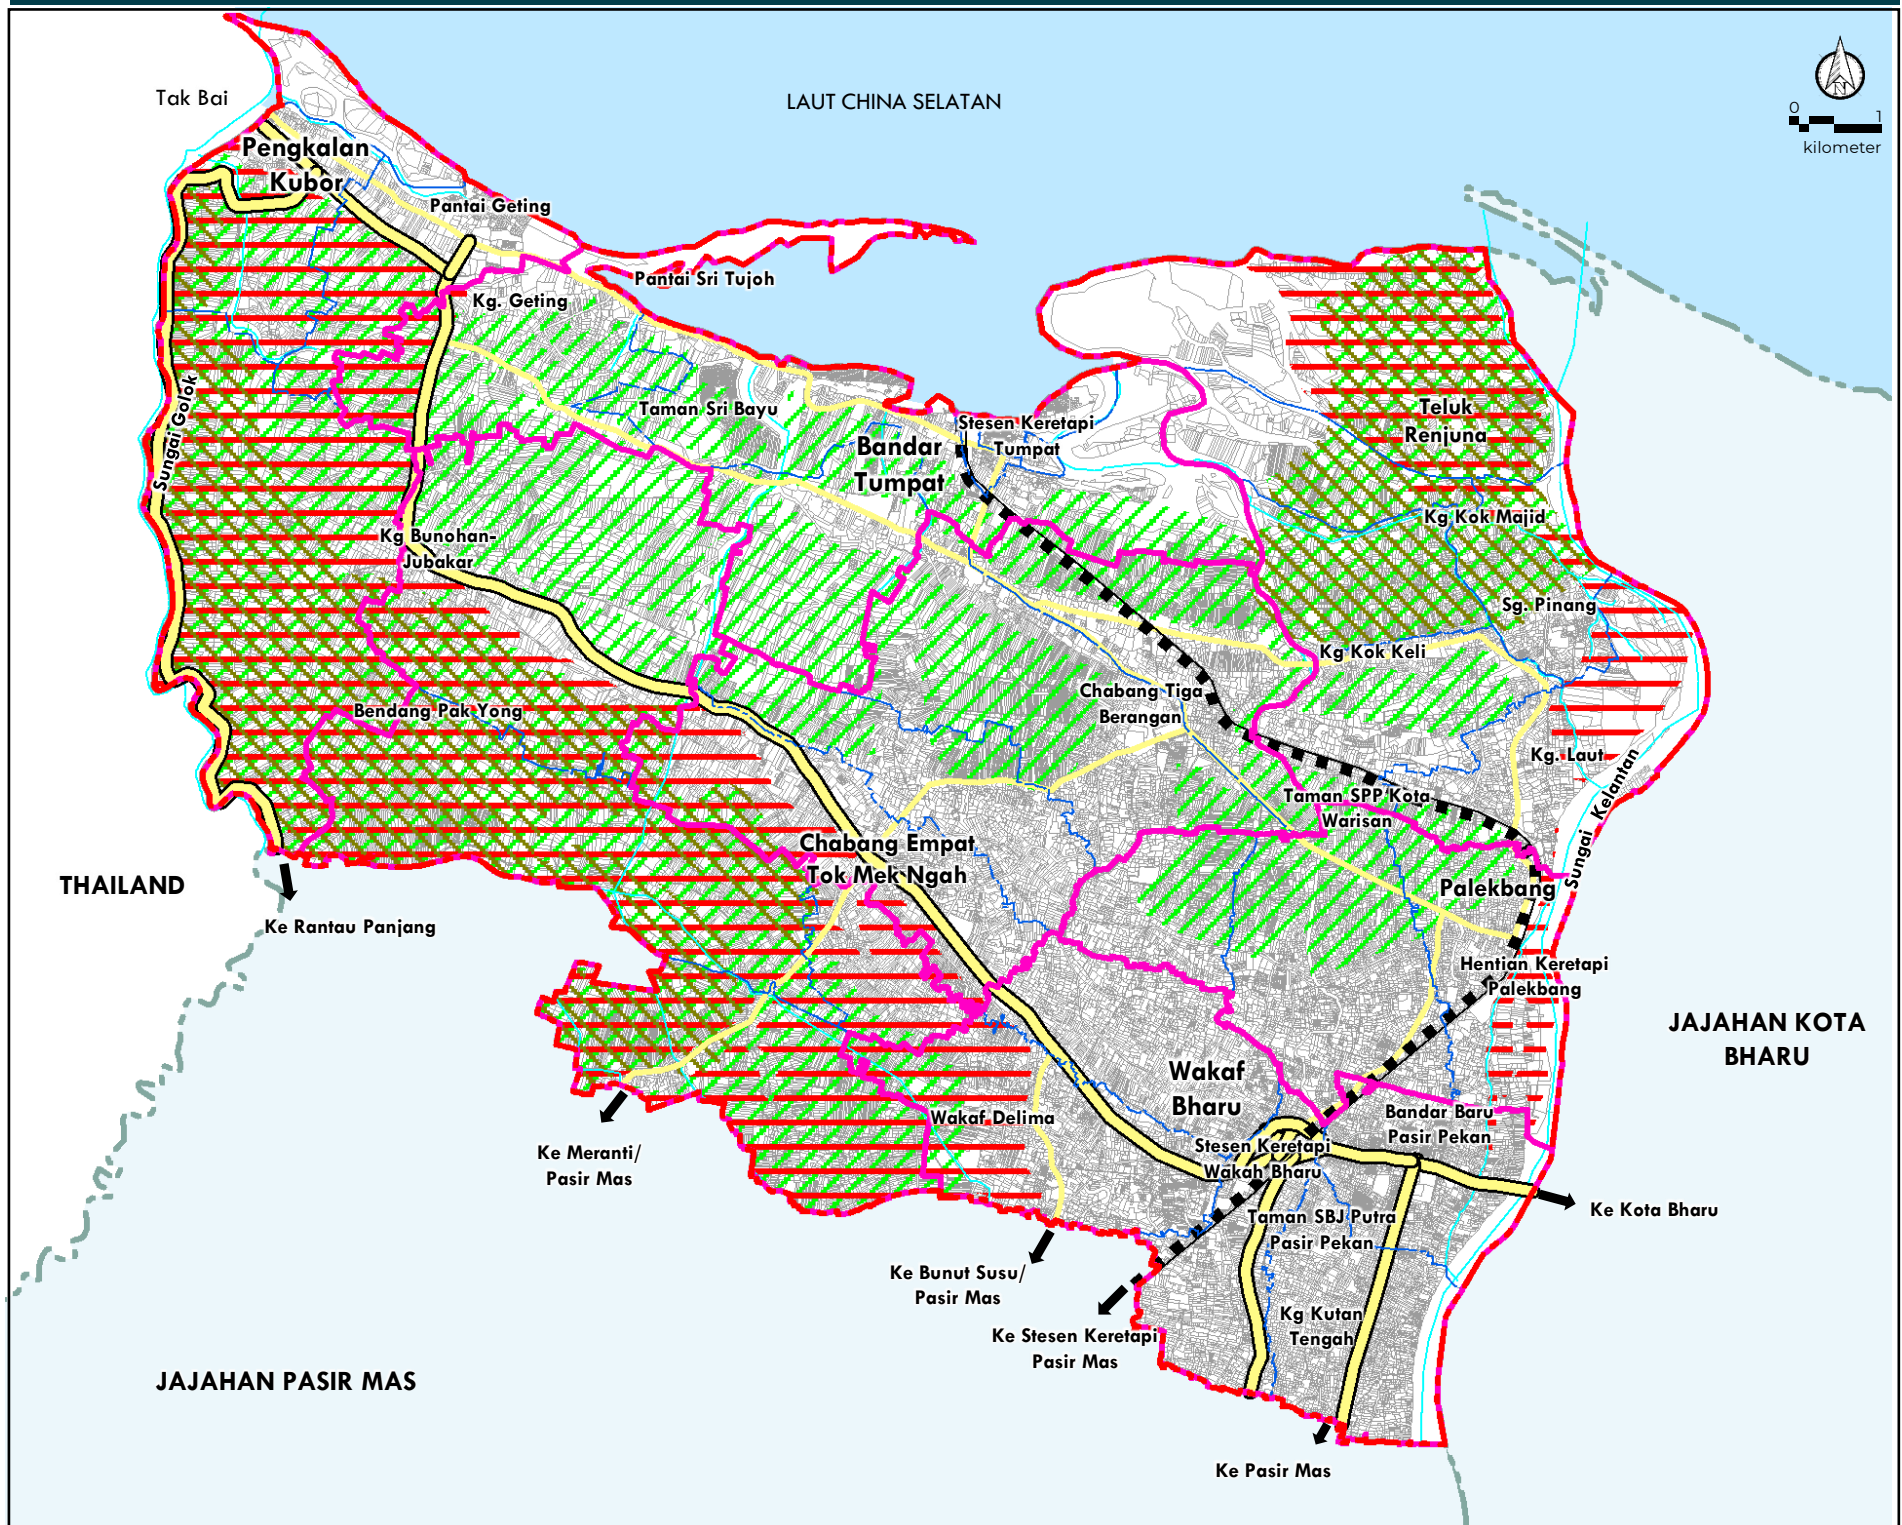 Tak Bai
LAUT CHINA SELATAN
N
0 1
kilometer
Pengkalan
Kubor
Pantai Geting
Pantai Sri Tujoh
Kg. Geting
Sungai Golok
Taman Sri Bayu
Bandar
Tumpat
Stesen Keretapi
Tumpat
Teluk
Renjuna
Kg Kok Majid
Kg Bunohan-
Jubakar
Sg. Pinang
Kg Kok Keli
Chabang Tiga
Berangan
Bendang Pak Yong
Kg. Laut
Sungai Kelantan
Taman SPP Kota
Warisan
Chabang Empat
Tok Mek Ngah
Palekbang
THAILAND
Ke Rantau Panjang
Hentian Keretapi
Palekbang
JAJAHAN KOTA
BHARU
Wakaf
Bharu
Wakaf Delima
Bandar Baru
Pasir Pekan
Ke Meranti/
Pasir Mas
Stesen Keretapi
Wakah Bharu
Ke Kota Bharu
Taman SBJ Putra
Pasir Pekan
Ke Bunut Susu/
Pasir Mas
Kg Kutan
Tengah
Ke Stesen Keretapi
Pasir Mas
JAJAHAN PASIR MAS
Ke Pasir Mas